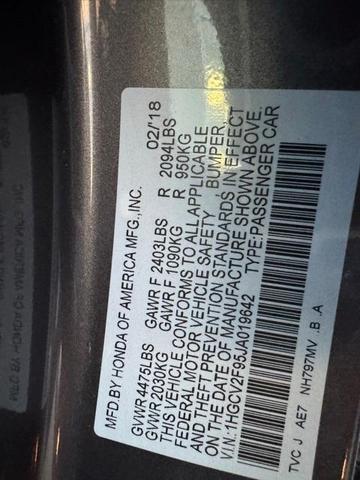 MFD.BY HONDA OF AMERICA MFG.,INC. 02/'18
GVWR 4475LBS GAWR F 2403LBS R 2094LBS
GVWR 2030KG GAWR F 1090KG R 950KG
THIS VEHICLE CONFORMS TO ALL APPLICABLE
FEDERAL MOTOR VEHICLE SAFETY, BUMPER,
AND THEFT PREVENTION STANDARDS IN EFFECT
ON THE DATE OF MANUFACTURE SHOWN ABOVE.
V.I.N.:1HGCV2F95JA019642 TYPE:PASSENGER CAR
TVC J AE7 NH797MV .B .A